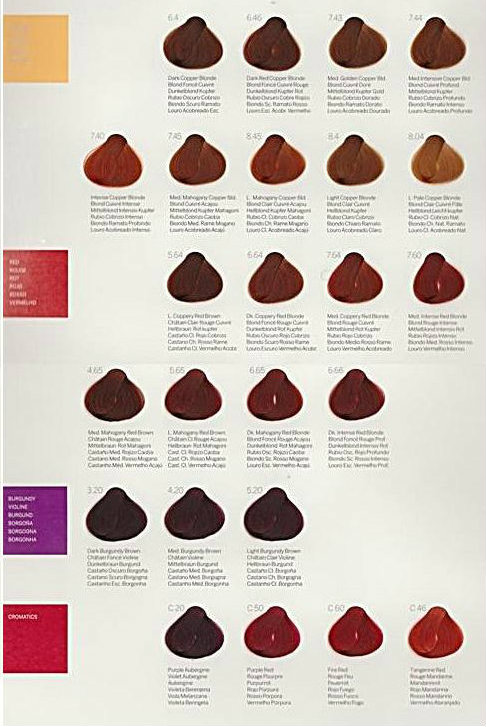 6.4 6.46 7.43 7.44
Dark Copper Blonde
Blond Foncé Cuivré
Dunkelblond Kupfer
Rubio Oscuro Cobrizo
Biondo Scuro Ramato
Louro Acobreado Esc.
Dark Red Copper Blonde
Blond Foncé Cuivré Rouge
Dunkelblond Kupfer Rot
Rubio Oscuro Cobre Rojizo
Biondo Sc. Ramato Rosso
Louro Esc. Acobr. Vermelho
Med. Golden Copper Bld.
Blond Cuivré Doré
Mittelblond Kupfer Gold
Rubio Cobrizo Dorado
Biondo Ramato Dorato
Louro Acobreado Dourado
Med. Intensive Copper Bld.
Blond Cuivré Profond
Mittelblond Kupfer
Rubio Cobrizo Profundo
Biondo Ramato Intenso
Louro Acobreado Profundo
7.40 7.45 8.45 8.4 8.04
Intense Copper Blonde
Blond Cuivré Intense
Mittelblond Intensiv Kupfer
Rubio Cobrizo Intenso
Biondo Ramato Intenso
Louro Acobreado Intenso
Med. Mahogany Copper Bld.
Blond Cuivré Acajou
Mittelblond Kupfer Mahagoni
Rubio Cobrizo Caoba
Biondo Med. Rame Mogano
Louro Acobreado Acajú
L. Mahogany Copper Bld.
Blond Clair Cuivré Acajou
Hellblond Kupfer Mahagoni
Rubio Cl. Cobrizo Caoba
Biondo Ch. Rame Mogano
Louro Cl. Acobreado Acajú
Light Copper Blonde
Blond Clair Cuivré
Hellblond Kupfer
Rubio Claro Cobrizo
Biondo Chiaro Ramato
Louro Acobreado Claro
L. Pale Copper Blonde
Blond Clair Cuivré Pâle
Hellblond Leicht kupfer
Rubio Cl. Cobrizo Nat.
Biondo Ch. Nat. Ramato
Louro Cl. Acobreado Nat.
RED
ROUGE
ROT
ROJO
ROSSO
VERMELHO
5.64 6.64 7.64 7.60
L. Coppery Red Brown
Châtain Clair Rouge Cuivré
Hellbraun Rot kupfer
Castaño Cl. Rojo Cobrizo
Castano Ch. Rosso Rame
Castanho Cl. Vermelho Acobr.
Dk. Coppery Red Blonde
Blond Foncé Rouge Cuivré
Dunkelblond Rot Kupfer
Rubio Oscuro Rojo Cobrizo
Biondo Scuro Rosso Rame
Louro Escuro Vermelho Acobr.
Med. Coppery Red Blonde
Blond Rouge Cuivré
Mittelblond Rot Kupfer
Rubio Rojo Cobrizo
Biondo Medio Rosso Rame
Louro Vermelho Acobreado
Med. Intense Red Blonde
Blond Rouge Intense
Mittelblond Intensiv Rot
Rubio Rojizo Intenso
Biondo Med. Rosso Intenso
Louro Vermelho Intenso
4.65 5.65 6.65 6.66
Med. Mahogany Red Brown
Châtain Rouge Acajou
Mittelbraun Rot Mahagoni
Castaño Med. Rojizo Caoba
Castano Med. Rosso Mogano
Castanho Med. Vermelho Acajú
L. Mahogany Red Brown
Châtain Cl. Rouge Acajou
Hellbraun Rot Mahagoni
Cast. Cl. Rojizo Caoba
Cast. Ch. Rosso Mogano
Cast. Cl. Vermelho Acajú
Dk. Mahogany Red Blonde
Blond Foncé Rouge Acajou
Dunkelblond Rot Mahagoni
Rubio Osc. Rojizo Caoba
Biondo Sc. Rosso Mogano
Louro Esc. Vermelho Acajú
Dk. Intense Red Blonde
Blond Foncé Rouge Prof.
Dunkelblond Intensiv Rot
Rubio Osc. Rojo Profundo
Biondo Sc. Rosso Intenso
Louro Esc. Vermelho Prof.
BURGUNDY
VIOLINE
BURGUND
BORGOÑA
BORGOGNA
BORGONHA
3.20 4.20 5.20
Dark Burgundy Brown
Châtain Foncé Violine
Dunkelbraun Burgund
Castaño Oscuro Borgoña
Castano Scuro Borgogna
Castanho Esc. Borgonha
Med. Burgundy Brown
Châtain Violine
Mittelbraun Burgund
Castaño Med. Borgoña
Castano Med. Borgogna
Castanho Med. Borgonha
Light Burgundy Brown
Châtain Clair Violine
Hellbraun Burgund
Castaño Cl. Borgoña
Castano Ch. Borgogna
Castanho Cl. Borgonha
CROMATICS
C.20 C.50 C.60 C.46
Purple Aubergine
Violet Aubergine
Aubergine
Violeta Berenjena
Viola Melanzana
Violeta Beringela
Purple Red
Rouge Pourpre
Purpurrot
Rojo Púrpura
Rosso Porpora
Vermelho Púrpura
Fire Red
Rouge Feu
Feuerrot
Rojo Fuego
Rosso Fuoco
Vermelho Fogo
Tangerine Red
Rouge Mandarine
Mandarinrot
Rojo Mandarina
Rosso Mandarino
Vermelho Alaranjado